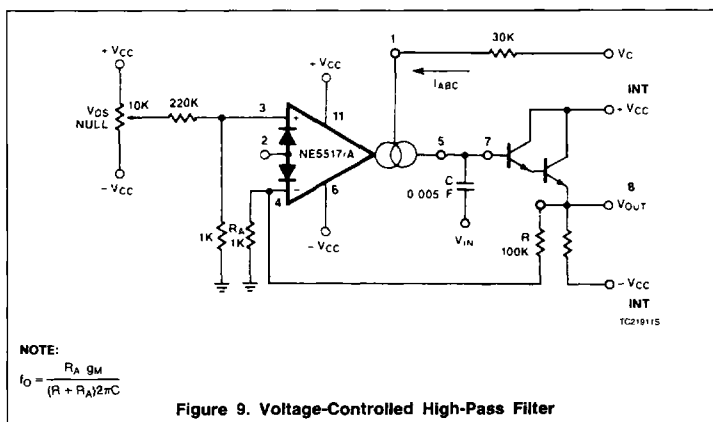 1
30K
VC
+ VCC
+ VCC
IABC
INT
+ VCC
VOS
NULL
10K
220K
3
+
11
2
NE5517/A
5
7
− VCC
−
4
6
C
0 005 F
8
VOUT
1K
RA
1K
− VCC
VIN
R
100K
− VCC
INT
TC21911S
NOTE:
fO = RA gM
(R + RA)2πC
Figure 9. Voltage-Controlled High-Pass Filter